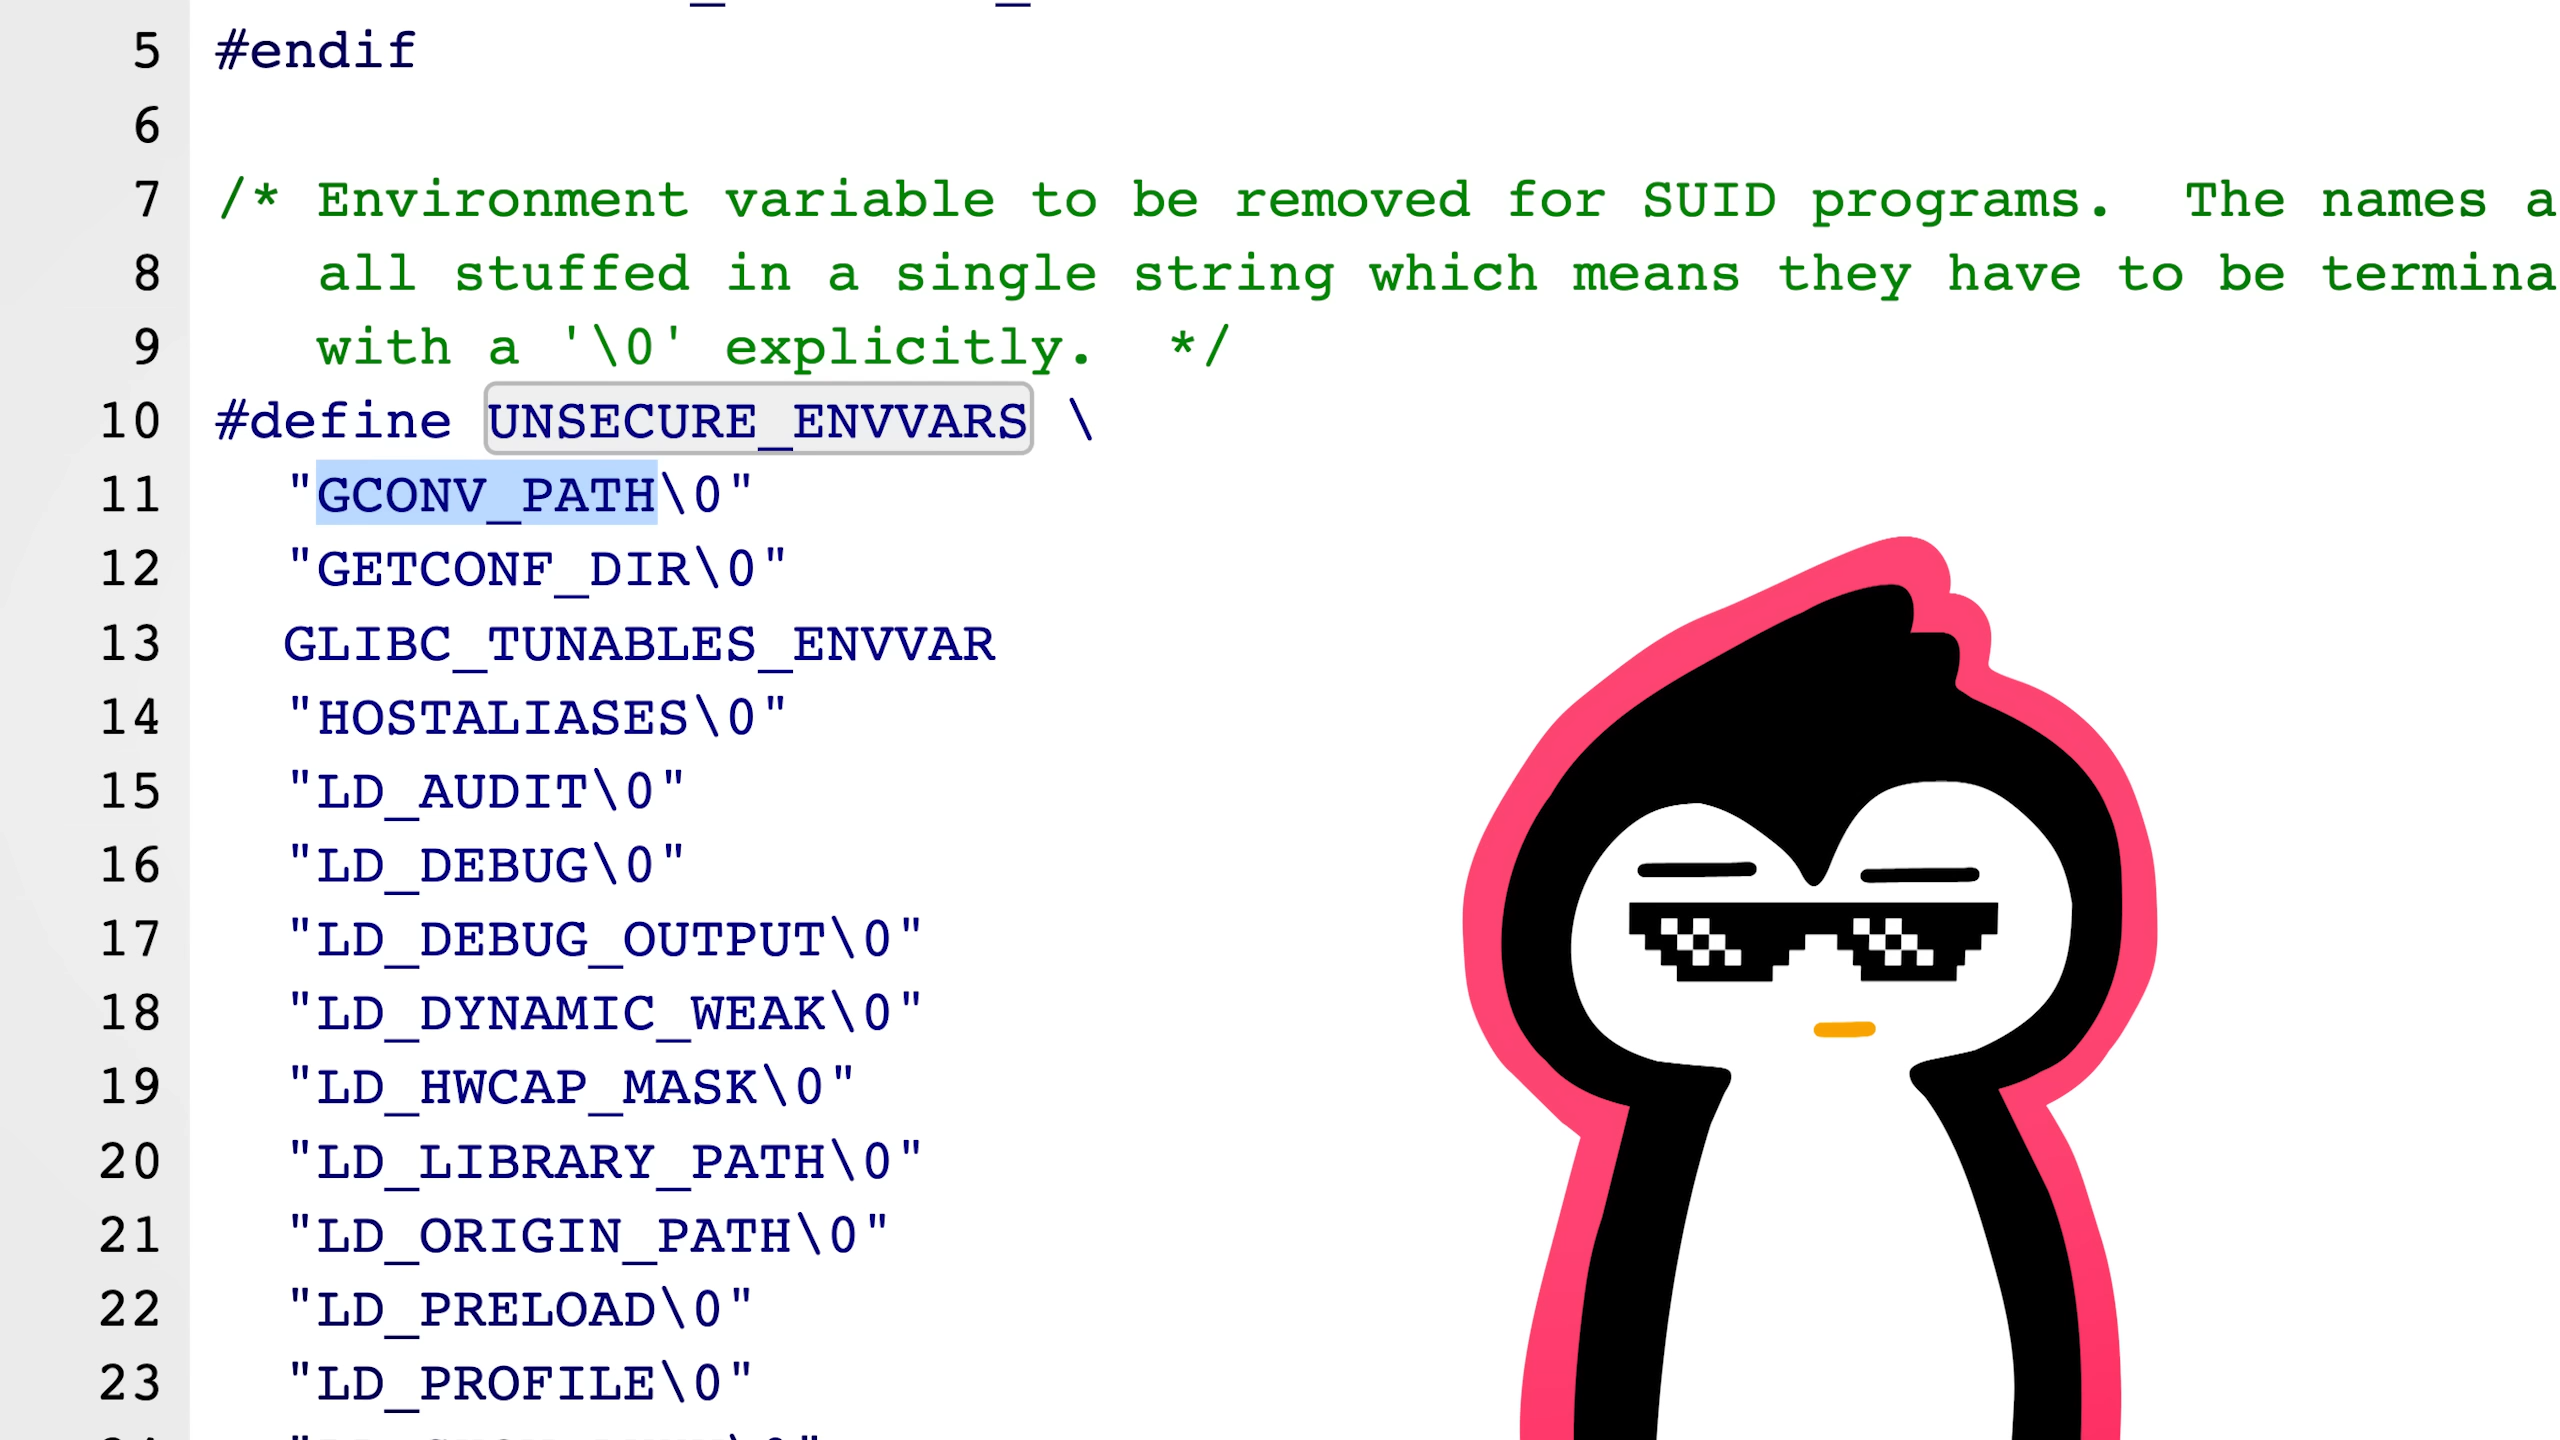 5 #endif
6
7 /* Environment variable to be removed for SUID programs.  The names a
8 all stuffed in a single string which means they have to be termina
9 with a '\0' explicitly.  */
10 #define UNSECURE_ENVVARS \
11 "GCONV_PATH\0"
12 "GETCONF_DIR\0"
13 GLIBC_TUNABLES_ENVVAR
14 "HOSTALIASES\0"
15 "LD_AUDIT\0"
16 "LD_DEBUG\0"
17 "LD_DEBUG_OUTPUT\0"
18 "LD_DYNAMIC_WEAK\0"
19 "LD_HWCAP_MASK\0"
20 "LD_LIBRARY_PATH\0"
21 "LD_ORIGIN_PATH\0"
22 "LD_PRELOAD\0"
23 "LD_PROFILE\0"